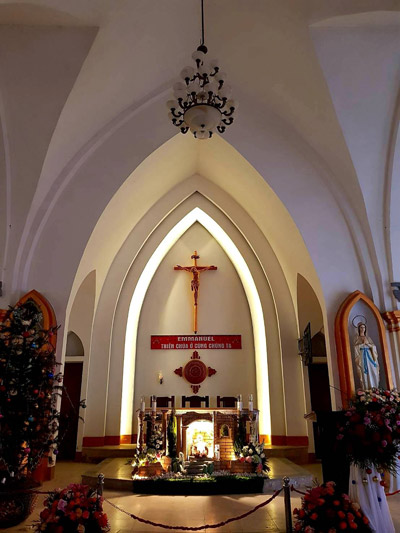 EMMANUEL
THIÊN CHÚA Ở CÙNG CHÚNG TA